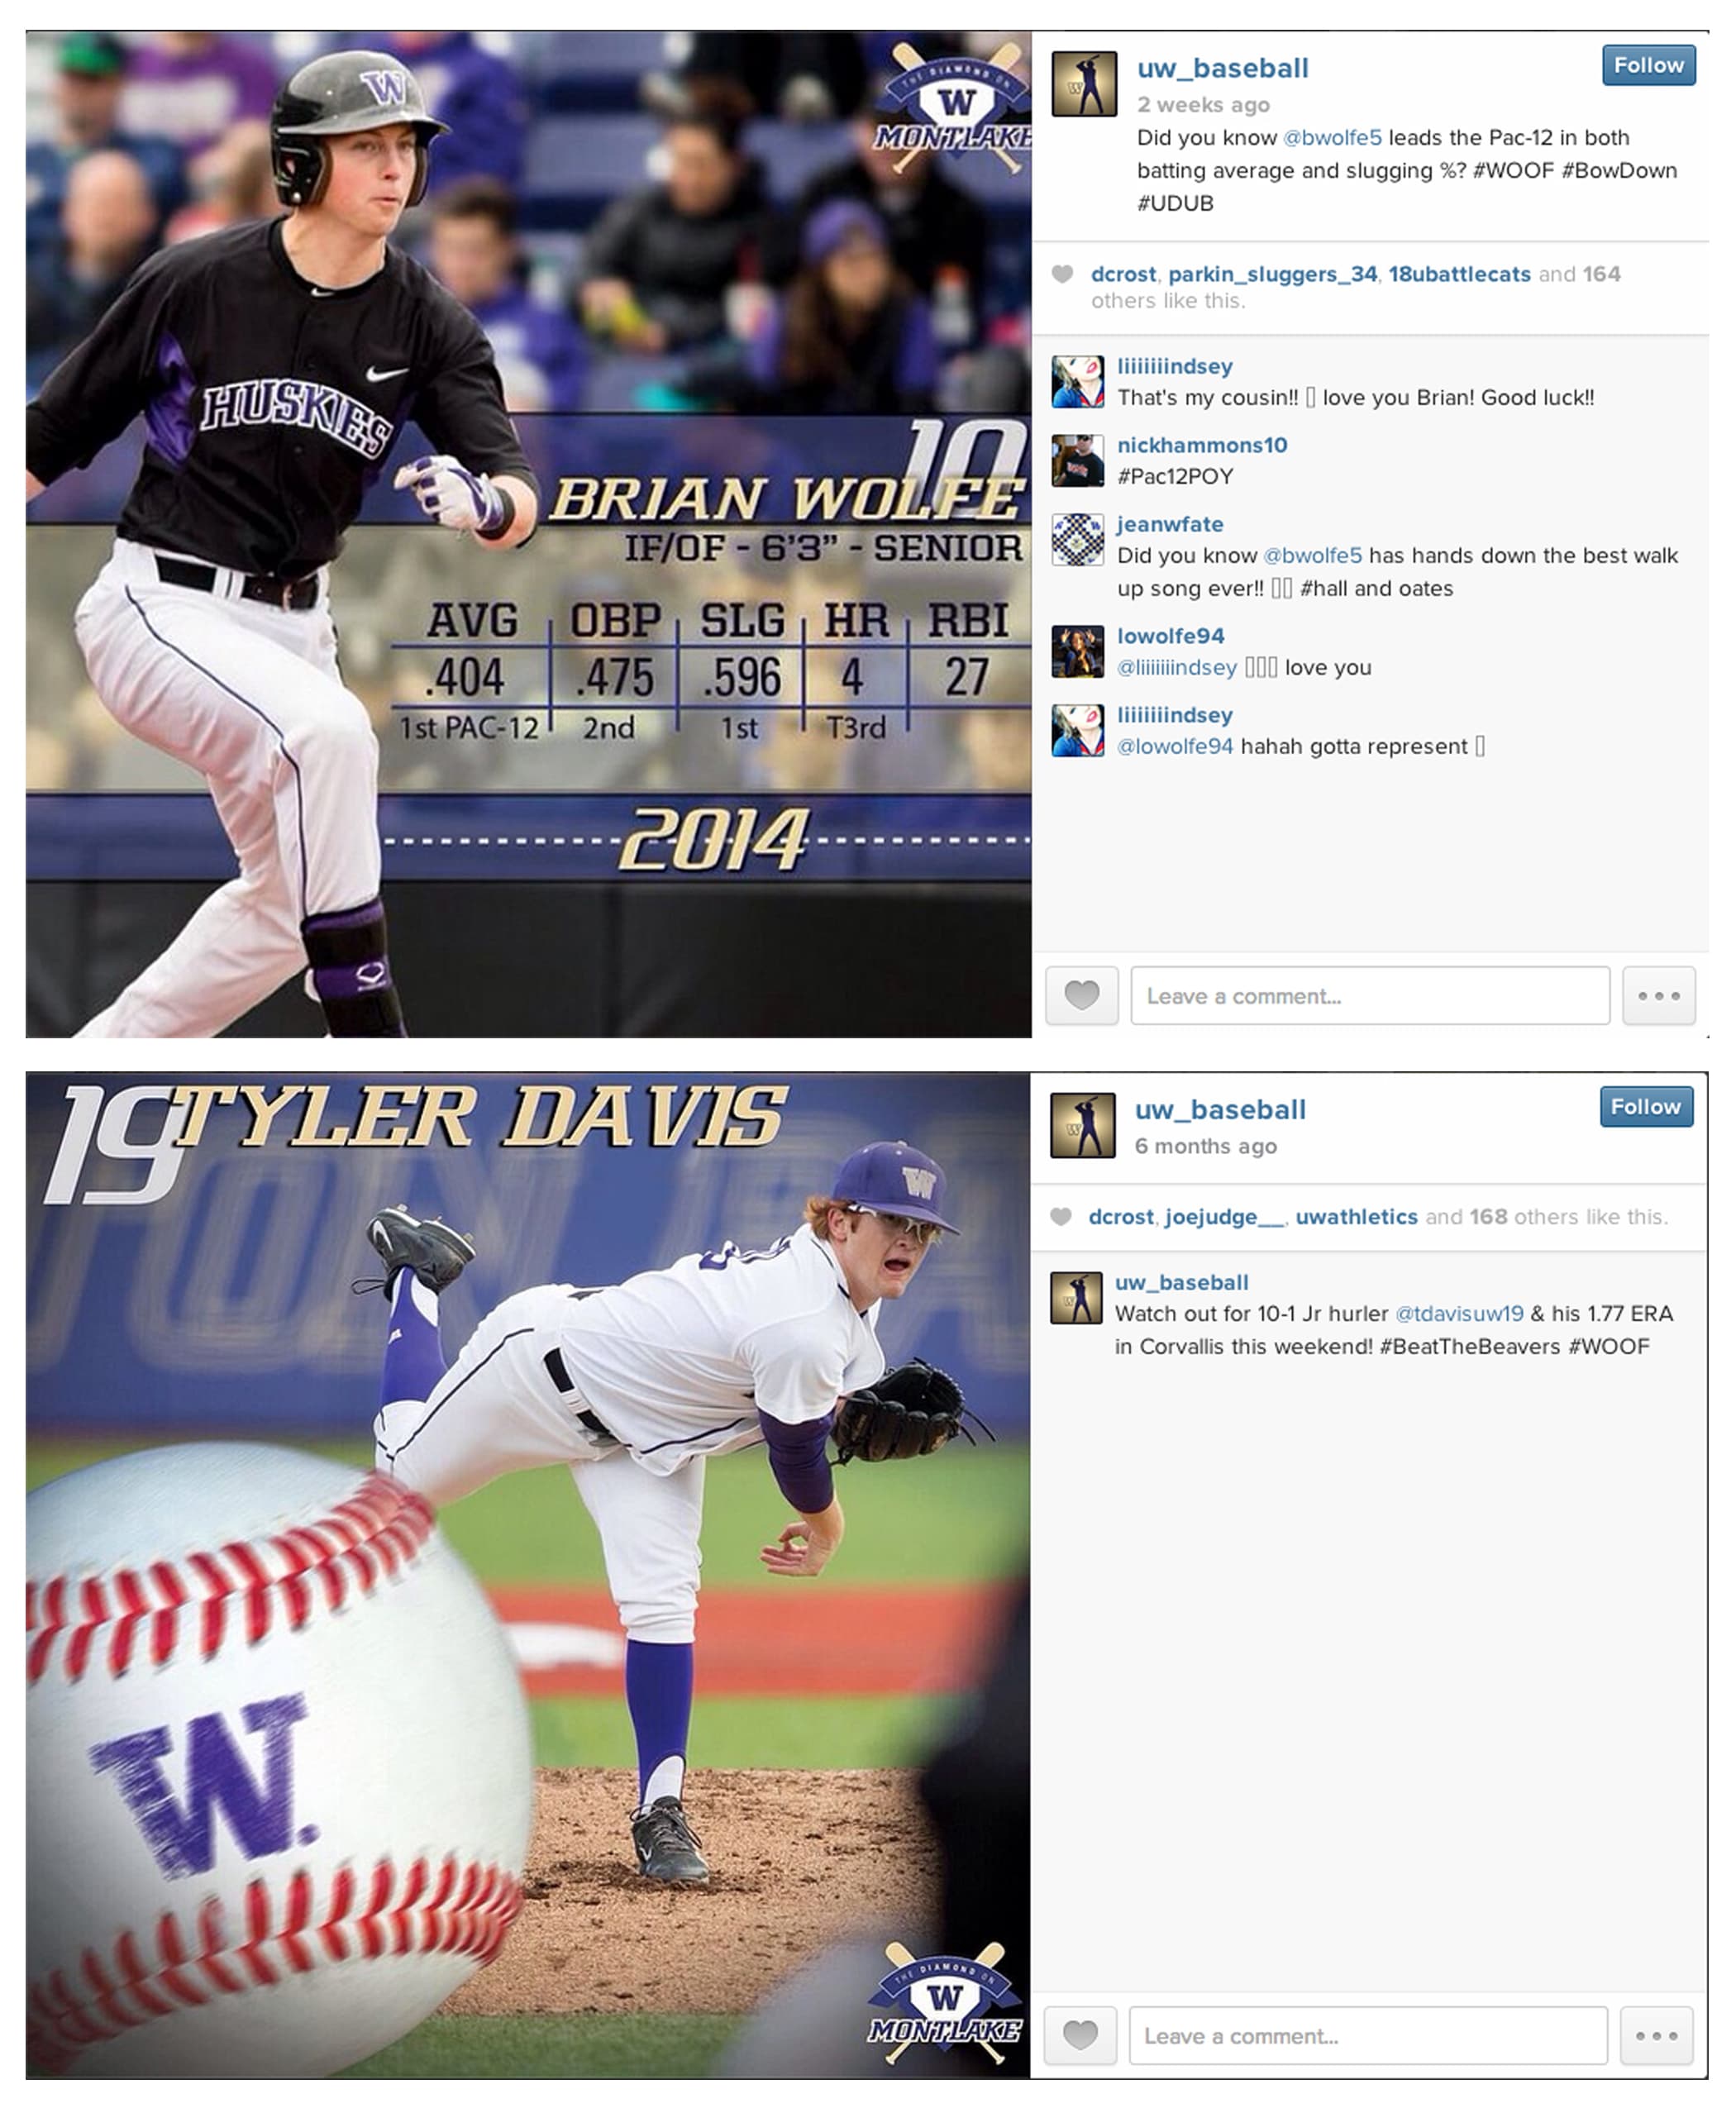 W
THE DIAMOND ON
W
MONTLAKE
HUSKIES
10
BRIAN WOLFE
IF/OF - 6'3” - SENIOR
AVG OBP SLG HR RBI
.404 .475 .596 4 27
1st PAC-12 2nd 1st T3rd
2014
uw_baseball
Follow
2 weeks ago
Did you know @bwolfe5 leads the Pac-12 in both
batting average and slugging %? #WOOF #BowDown
#UDUB
dcrost, parkin_sluggers_34, 18ubattlecats and 164
others like this.
liiiiiiindsey
That's my cousin!! love you Brian! Good luck!!
nickhammons10
#Pac12POY
jeanwfate
Did you know @bwolfe5 has hands down the best walk
up song ever!! #hall and oates
lowolfe94
@liiiiiiindsey love you
liiiiiiindsey
@lowolfe94 hahah gotta represent
Leave a comment...
19 TYLER DAVIS
W
W.
THE DIAMOND ON
W
MONTLAKE
uw_baseball
Follow
6 months ago
dcrost, joejudge__, uwathletics and 168 others like this.
uw_baseball
Watch out for 10-1 Jr hurler @tdavisuw19 & his 1.77 ERA
in Corvallis this weekend! #BeatTheBeavers #WOOF
Leave a comment...